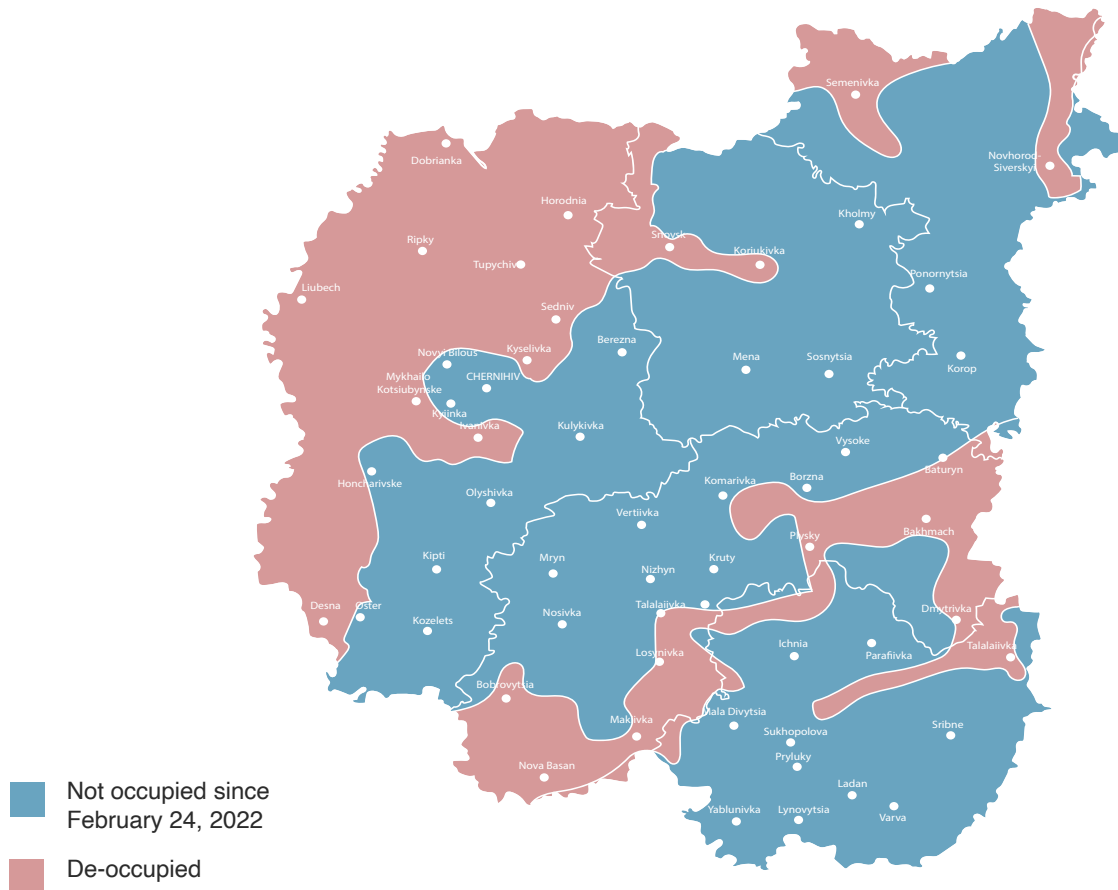 Semenivka
Dobrianka
Novhorod-
Siverskyi
Horodnia
Kholmy
Ripky
Snovsk
Koriukivka
Tupychiv
Ponornytsia
Liubech
Sedniv
Berezna
Kyselivka
Novyi Bilous
Mena
Sosnytsia
Korop
CHERNIHIV
Mykhailo
Kotsiubynske
Kyiinka
Ivanivka
Kulykivka
Vysoke
Baturyn
Honcharivske
Komarivka
Borzna
Olyshivka
Vertiivka
Bakhmach
Plysky
Kipti
Mryn
Nizhyn
Kruty
Desna
Oster
Nosivka
Talalaiivka
Dmytrivka
Kozelets
Ichnia
Parafiivka
Talalaiivka
Losynivka
Bobrovytsia
Mala Divytsia
Makiivka
Sukhopolova
Sribne
Pryluky
Nova Basan
Ladan
Yablunivka
Lynovytsia
Varva
Not occupied since
February 24, 2022
De-occupied